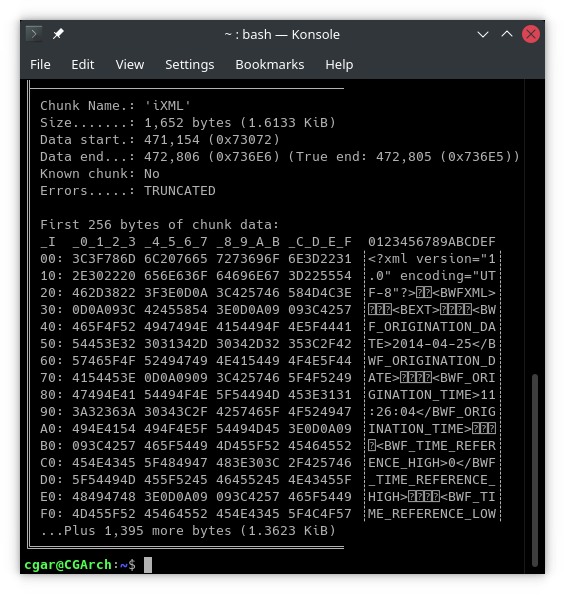 ~ : bash — Konsole
File Edit View Settings Bookmarks Help
Chunk Name.: 'iXML'
Size.......: 1,652 bytes (1.6133 KiB)
Data start.: 471,154 (0x73072)
Data end...: 472,806 (0x736E6) (True end: 472,805 (0x736E5))
Known chunk: No
Errors.....: TRUNCATED
First 256 bytes of chunk data:
_I _0_1_2_3 _4_5_6_7 _8_9_A_B _C_D_E_F 0123456789ABCDEF
00: 3C3F786D 6C207665 7273696F 6E3D2231 <?xml version="1
10: 2E302220 656E636F 64696E67 3D225554 .0" encoding="UT
20: 462D3822 3F3E0D0A 3C425746 584D4C3E F-8"?><BWFXML>
30: 0D0A093C 42455854 3E0D0A09 093C4257 <BEXT><BW
40: 465F4F52 4947494E 4154494F 4E5F4441 F_ORIGINATION_DA
50: 54453E32 3031342D 30342D32 353C2F42 TE>2014-04-25</B
60: 57465F4F 52494749 4E415449 4F4E5F44 WF_ORIGINATION_D
70: 4154453E 0D0A0909 3C425746 5F4F5249 ATE><BWF_ORI
80: 47494E41 54494F4E 5F54494D 453E3131 GINATION_TIME>11
90: 3A32363A 30343C2F 4257465F 4F524947 :26:04</BWF_ORIG
A0: 494E4154 494F4E5F 54494D45 3E0D0A09 INATION_TIME>
B0: 093C4257 465F5449 4D455F52 45464552 <BWF_TIME_REFER
C0: 454E4345 5F484947 483E303C 2F425746 ENCE_HIGH>0</BWF
D0: 5F54494D 455F5245 46455245 4E43455F _TIME_REFERENCE_
E0: 48494748 3E0D0A09 093C4257 465F5449 HIGH><BWF_TI
F0: 4D455F52 45464552 454E4345 5F4C4F57 ME_REFERENCE_LOW
...Plus 1,395 more bytes (1.3623 KiB)
cgar@CGArch:~$